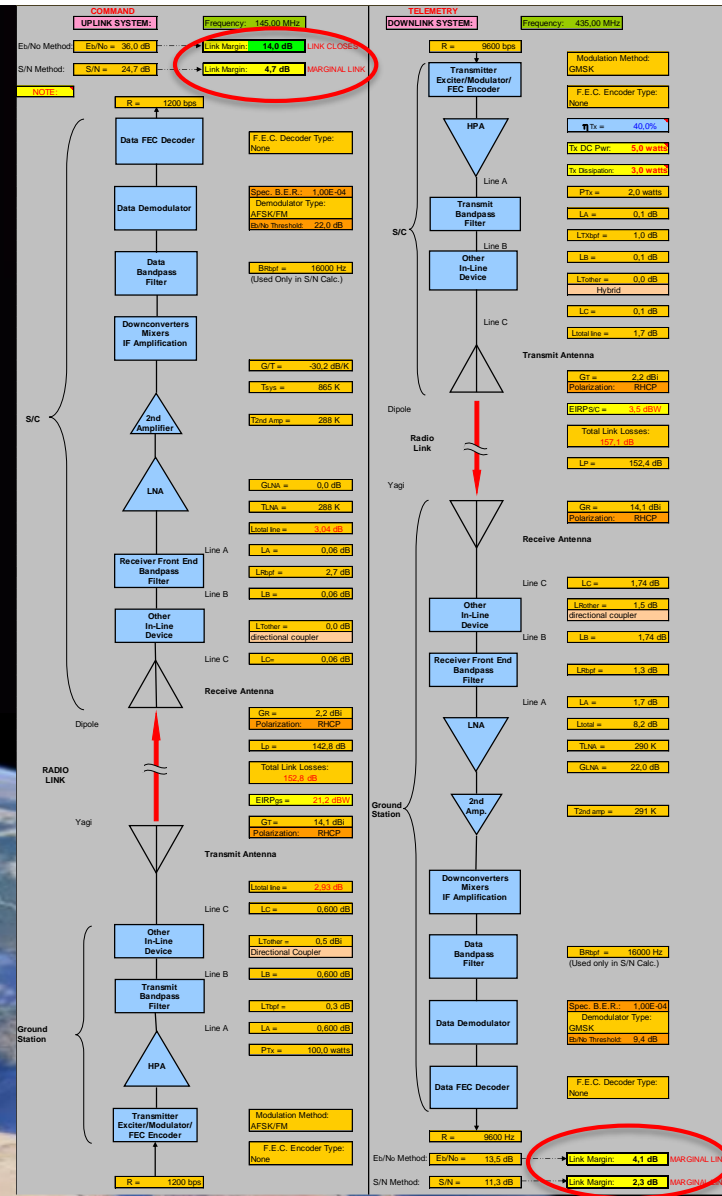 COMMAND
UPLINK SYSTEM:
Frequency: 145,00 MHz
Eb/No Method: Eb/No = 36,0 dB
Link Margin: 14,0 dB LINK CLOSES
S/N Method: S/N = 24,7 dB
Link Margin: 4,7 dB MARGINAL LINK
NOTE:
R = 1200 bps
Data FEC Decoder
F.E.C. Decoder Type:
None
Data Demodulator
Spec. B.E.R.: 1,00E-04
Demodulator Type:
AFSK/FM
Eb/No Threshold: 22,0 dB
Data
Bandpass
Filter
BRbpf = 16000 Hz
(Used Only in S/N Calc.)
Downconverters
Mixers
IF Amplification
G/T = -30,2 dB/K
Tsys = 865 K
S/C
2nd
Amplifier
T2nd Amp = 288 K
LNA
GLNA = 0,0 dB
TLNA = 288 K
Ltotal line = 3,04 dB
Line A
LA = 0,06 dB
Receiver Front End
Bandpass
Filter
LRbpf = 2,7 dB
Line B
LB = 0,06 dB
Other
In-Line
Device
LTother = 0,0 dB
directional coupler
Line C
LC= 0,06 dB
Receive Antenna
Dipole
GR = 2,2 dBi
Polarization: RHCP
Lp = 142,8 dB
RADIO
LINK
Total Link Losses:
152,8 dB
EIRPgs = 21,2 dBW
Yagi
GT = 14,1 dBi
Polarization: RHCP
Transmit Antenna
Ltotal line = 2,93 dB
Line C
LC = 0,600 dB
Other
In-Line
Device
LTother = 0,5 dBi
Directional Coupler
Line B
LB = 0,600 dB
Transmit
Bandpass
Filter
LTbpf = 0,3 dB
Ground
Station
Line A
LA = 0,600 dB
PTx = 100,0 watts
HPA
Transmitter
Exciter/Modulator/
FEC Encoder
Modulation Method:
AFSK/FM
F.E.C. Encoder Type:
None
R = 1200 bps
TELEMETRY
DOWNLINK SYSTEM:
Frequency: 435,00 MHz
R = 9600 bps
Transmitter
Exciter/Modulator/
FEC Encoder
Modulation Method:
GMSK
F.E.C. Encoder Type:
None
HPA
ηTx = 40,0%
Tx DC Pwr: 5,0 watts
Tx Dissipation: 3,0 watts
Line A
PTx = 2,0 watts
Transmit
Bandpass
Filter
LA = 0,1 dB
S/C
LTXbpf = 1,0 dB
Line B
LB = 0,1 dB
Other
In-Line
Device
LTother = 0,0 dB
Hybrid
LC = 0,1 dB
Line C
Ltotal line = 1,7 dB
Transmit Antenna
GT = 2,2 dBi
Polarization: RHCP
Dipole
EIRPS/C = 3,5 dBW
Radio
Link
Total Link Losses:
157,1 dB
LP = 152,4 dB
Yagi
GR = 14,1 dBi
Polarization: RHCP
Receive Antenna
Line C
LC = 1,74 dB
Other
In-Line
Device
LRother = 1,5 dB
directional coupler
Line B
LB = 1,74 dB
Receiver Front End
Bandpass
Filter
LRbpf = 1,3 dB
Line A
LA = 1,7 dB
LNA
Ltotal = 8,2 dB
TLNA = 290 K
GLNA = 22,0 dB
Ground
Station
2nd
Amp.
T2nd amp = 291 K
Downconverters
Mixers
IF Amplification
Data
Bandpass
Filter
BRbpf = 16000 Hz
(Used only in S/N Calc.)
Data Demodulator
Spec. B.E.R.: 1,00E-04
Demodulator Type:
GMSK
Eb/No Threshold: 9,4 dB
Data FEC Decoder
F.E.C. Decoder Type:
None
R = 9600 Hz
Eb/No Method: Eb/No = 13,5 dB
Link Margin: 4,1 dB MARGINAL LIN
S/N Method: S/N = 11,3 dB
Link Margin: 2,3 dB MARGINAL LIN